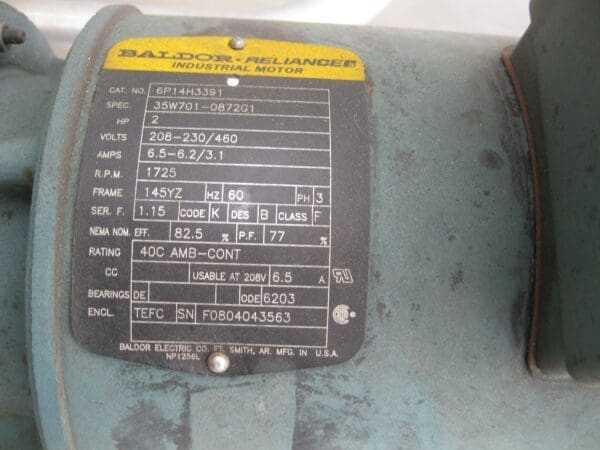 BALDOR · RELIANCE
INDUSTRIAL MOTOR
CAT. NO. 6P14H3391
SPEC. 35W701-0872G1
HP 2
VOLTS 208-230/460
AMPS 6.5-6.2/3.1
R.P.M. 1725
FRAME 145YZ HZ 60 PH 3
SER. F. 1.15 CODE K DES B CLASS F
NEMA NOM. EFF. 82.5 % P.F. 77 %
RATING 40C AMB-CONT
CC USABLE AT 208V 6.5 A
BEARINGS DE ODE 6203
ENCL. TEFC SN F0804043563
BALDOR ELECTRIC CO. FT. SMITH, AR. MFG. IN U.S.A.
NP1256L